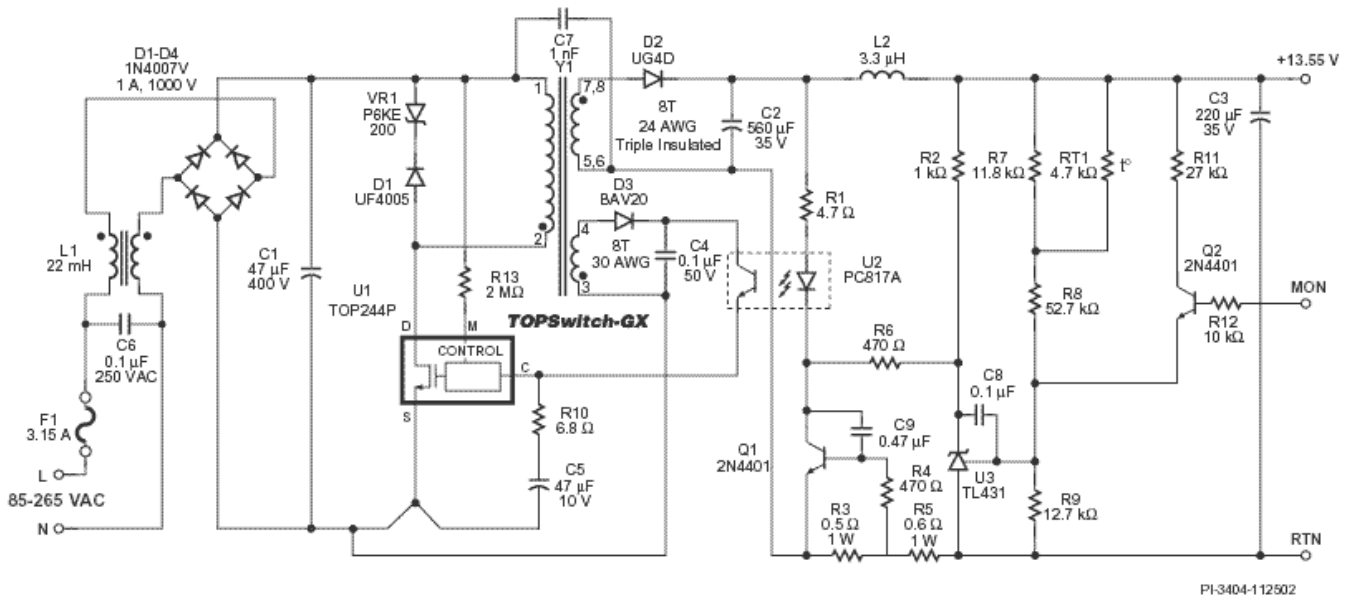 C7
1 nF
Y1
D1-D4
1N4007V
1 A, 1000 V
VR1
P6KE
200
D1
UF4005
1
2
7,8
5,6
D2
UG4D
8T
24 AWG
Triple Insulated
C2
560 µF
35 V
L2
3.3 µH
+13.55 V
C3
220 µF
35 V
R2
1 kΩ
R7
11.8 kΩ
RT1
4.7 kΩ
t°
R11
27 kΩ
D3
BAV20
4
3
8T
30 AWG
C4
0.1 µF
50 V
R1
4.7 Ω
U2
PC817A
L1
22 mH
C1
47 µF
400 V
U1
TOP244P
R13
2 MΩ
TOPSwitch-GX
D
M
CONTROL
C
S
Q2
2N4401
MON
R12
10 kΩ
R8
52.7 kΩ
C6
0.1 µF
250 VAC
F1
3.15 A
L
85-265 VAC
N
R10
6.8 Ω
C5
47 µF
10 V
R6
470 Ω
C8
0.1 µF
C9
0.47 µF
Q1
2N4401
R4
470 Ω
U3
TL431
R3
0.5 Ω
1 W
R5
0.6 Ω
1 W
R9
12.7 kΩ
RTN
PI-3404-112502